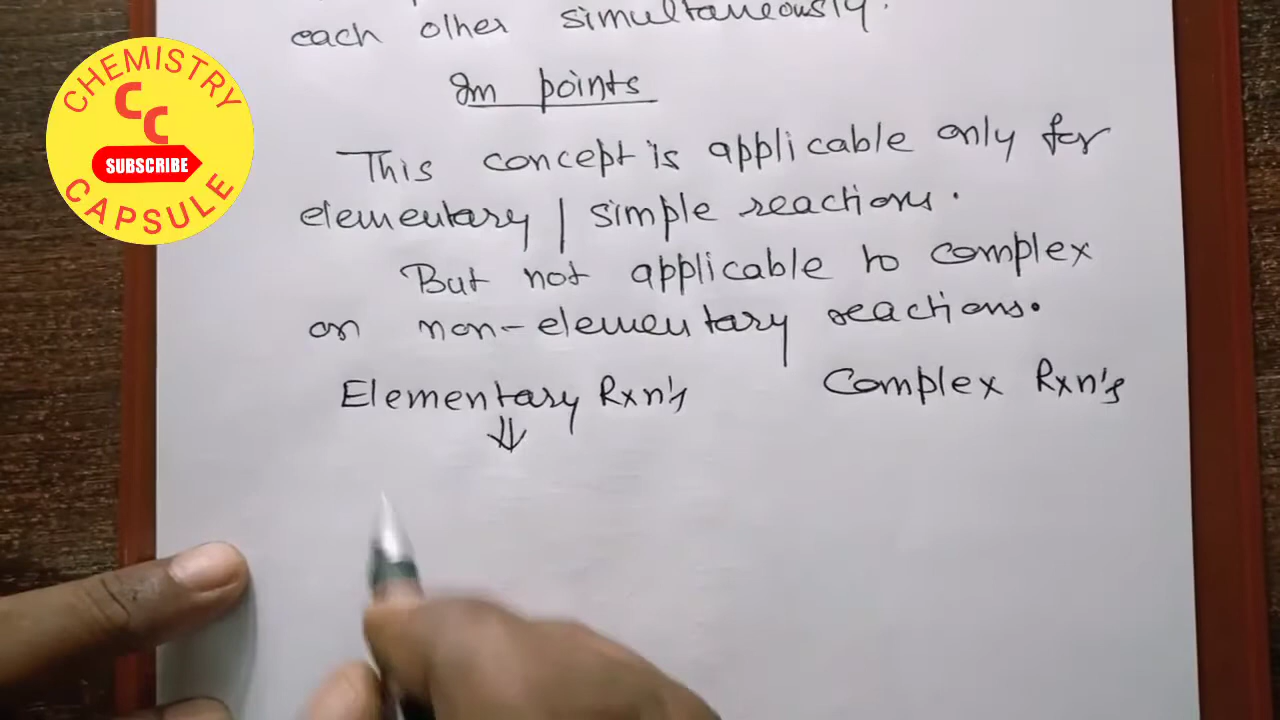 each other simultaneously.
CHEMISTRY
CC
SUBSCRIBE
CAPSULE
Im points
This concept is applicable only for
elementary / simple reactions.
But not applicable to complex
or non-elementary reactions.
Elementary Rxn's
Complex Rxn's